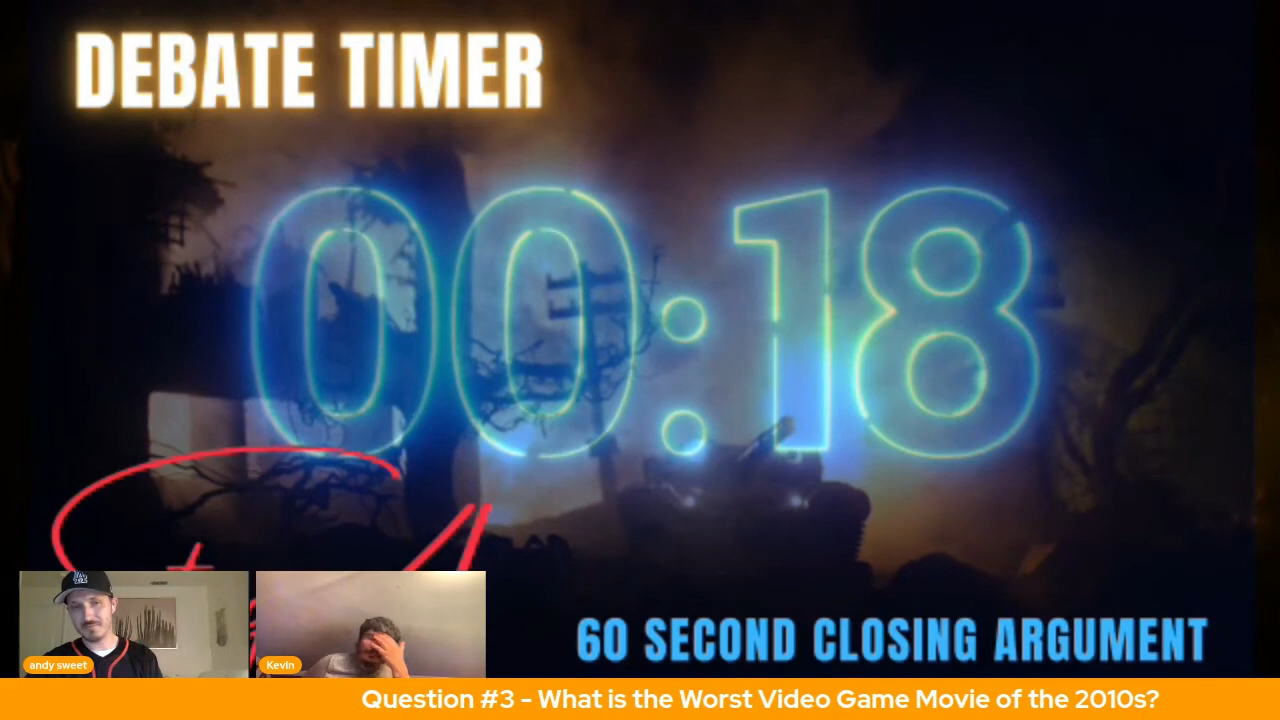 DEBATE TIMER
00:18
60 SECOND CLOSING ARGUMENT
andy sweet
Kevin
Question #3 - What is the Worst Video Game Movie of the 2010s?